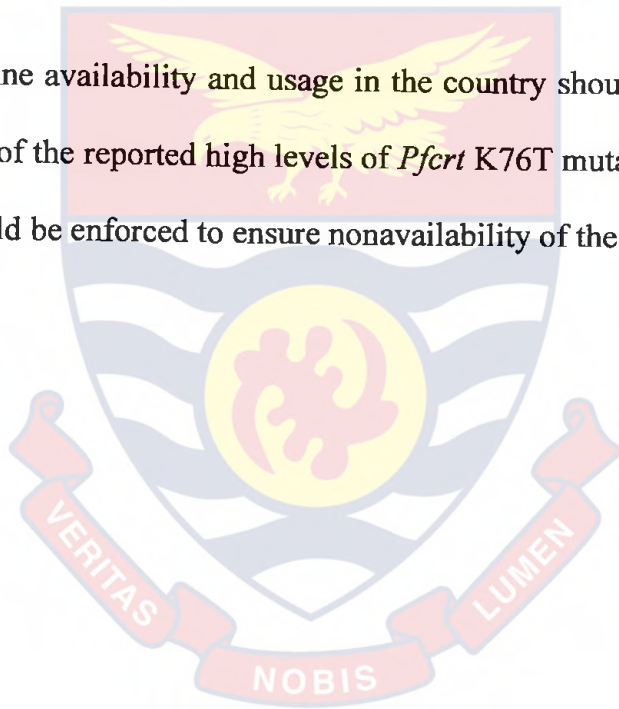 ne availability and usage in the country shou
of the reported high levels of Pfcrt K76T muta
ld be enforced to ensure nonavailability of the
VERITAS
NOBIS
LUMEN